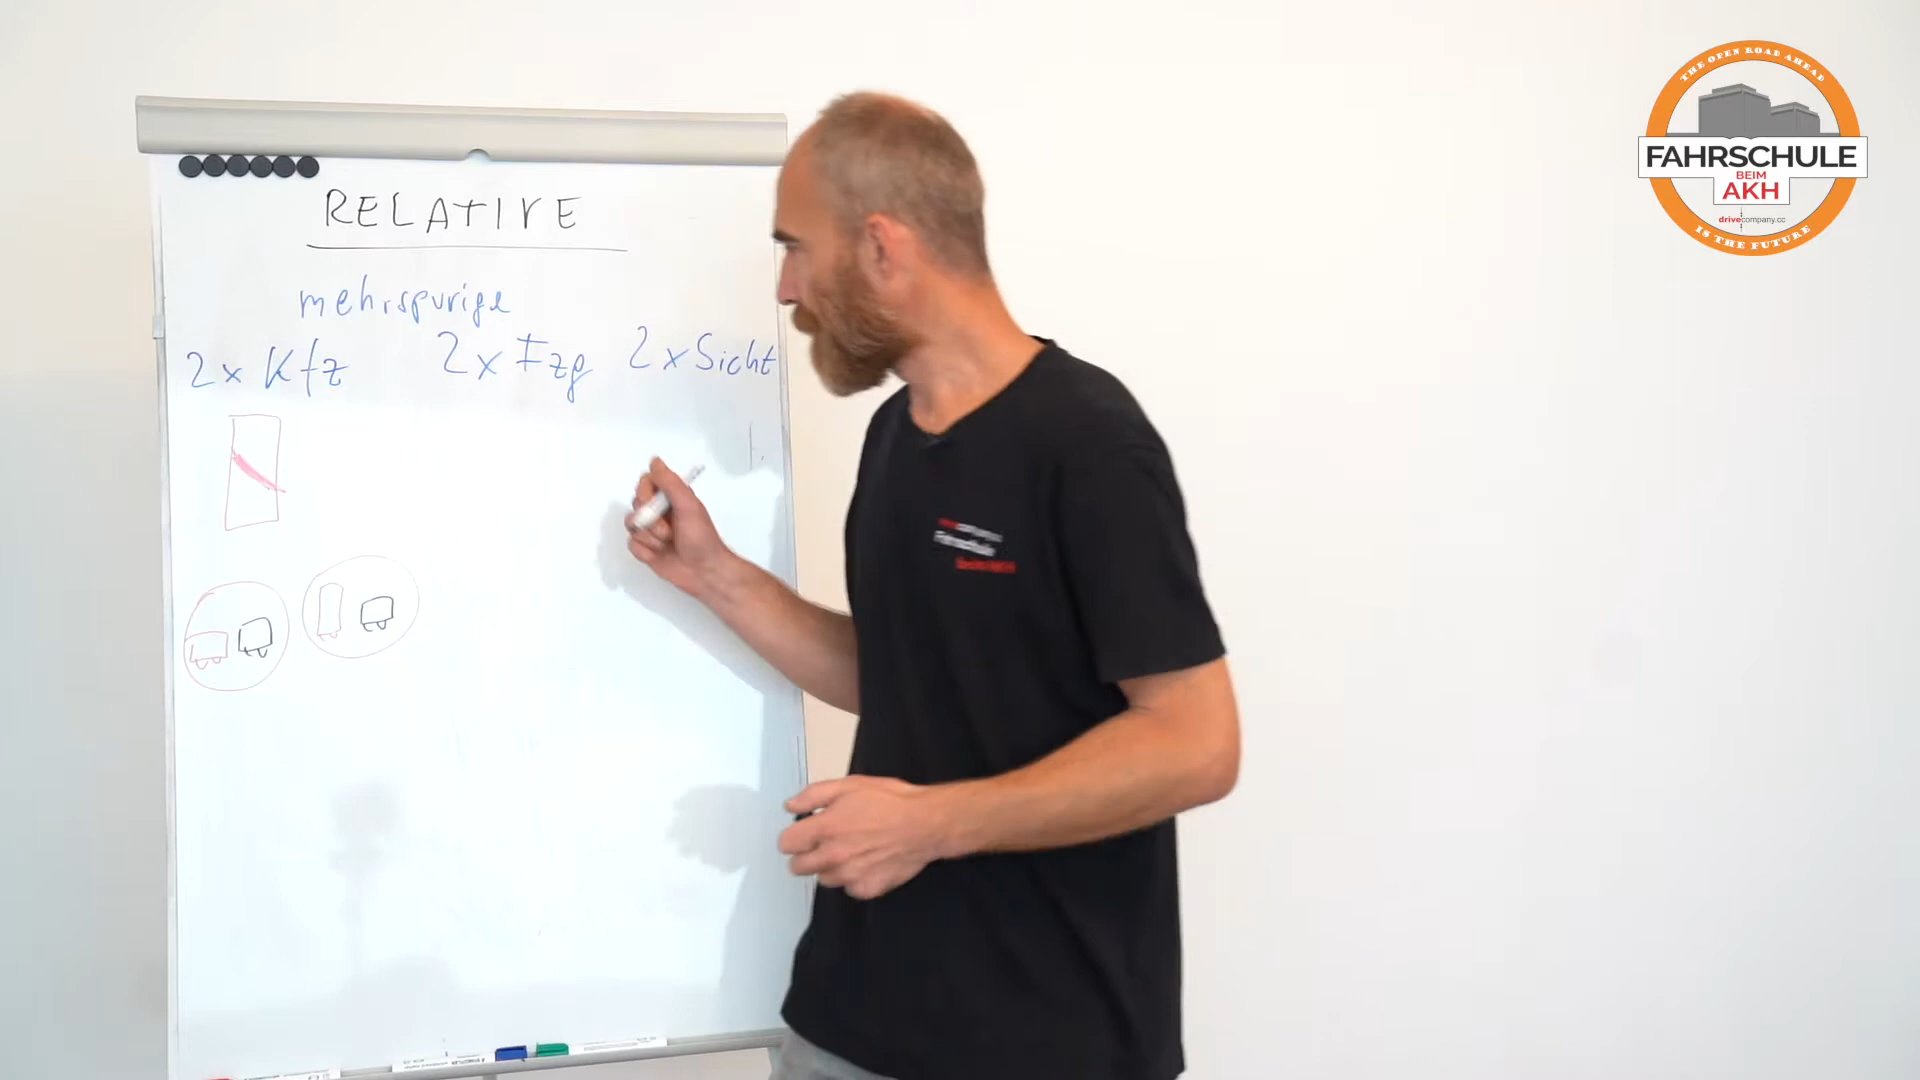 RELATIVE
mehrspurige
2x Kfz 2x Fzg 2x Sicht
THE OPEN ROAD AHEAD
FAHRSCHULE
BEIM
AKH
drivecompany.cc
IS THE FUTURE
Fahrschule